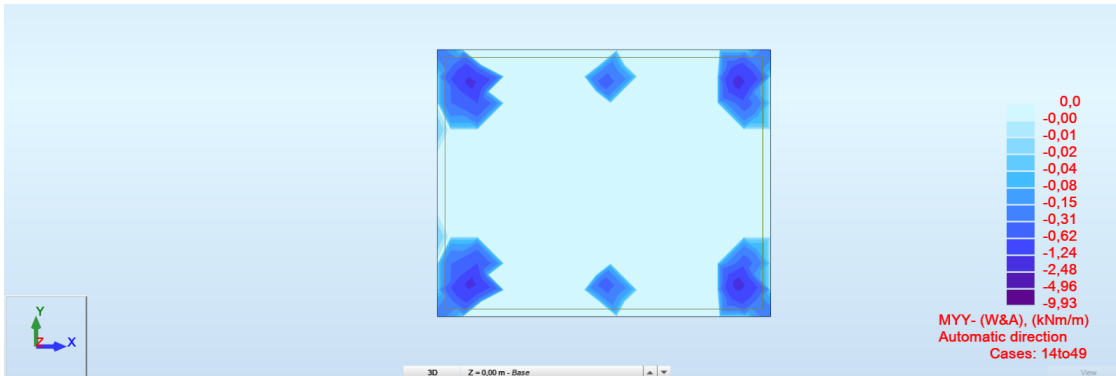 0,0
-0,00
-0,01
-0,02
-0,04
-0,08
-0,15
-0,31
-0,62
-1,24
-2,48
-4,96
-9,93
MYY- (W&A), (kNm/m)
Automatic direction
Cases: 14to49
Y
Z X
3D Z = 0,00 m - Base
View